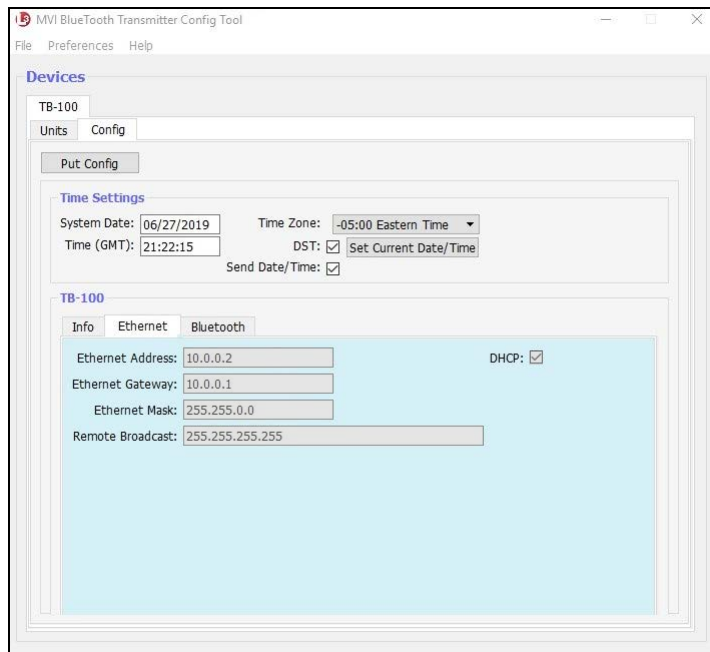 MVI BlueTooth Transmitter Config Tool
File Preferences Help
Devices
TB-100
Units Config
Put Config
Time Settings
System Date: 06/27/2019 Time Zone: -05:00 Eastern Time
Time (GMT): 21:22:15 DST: Set Current Date/Time
Send Date/Time:
TB-100
Info Ethernet Bluetooth
Ethernet Address: 10.0.0.2 DHCP:
Ethernet Gateway: 10.0.0.1
Ethernet Mask: 255.255.0.0
Remote Broadcast: 255.255.255.255